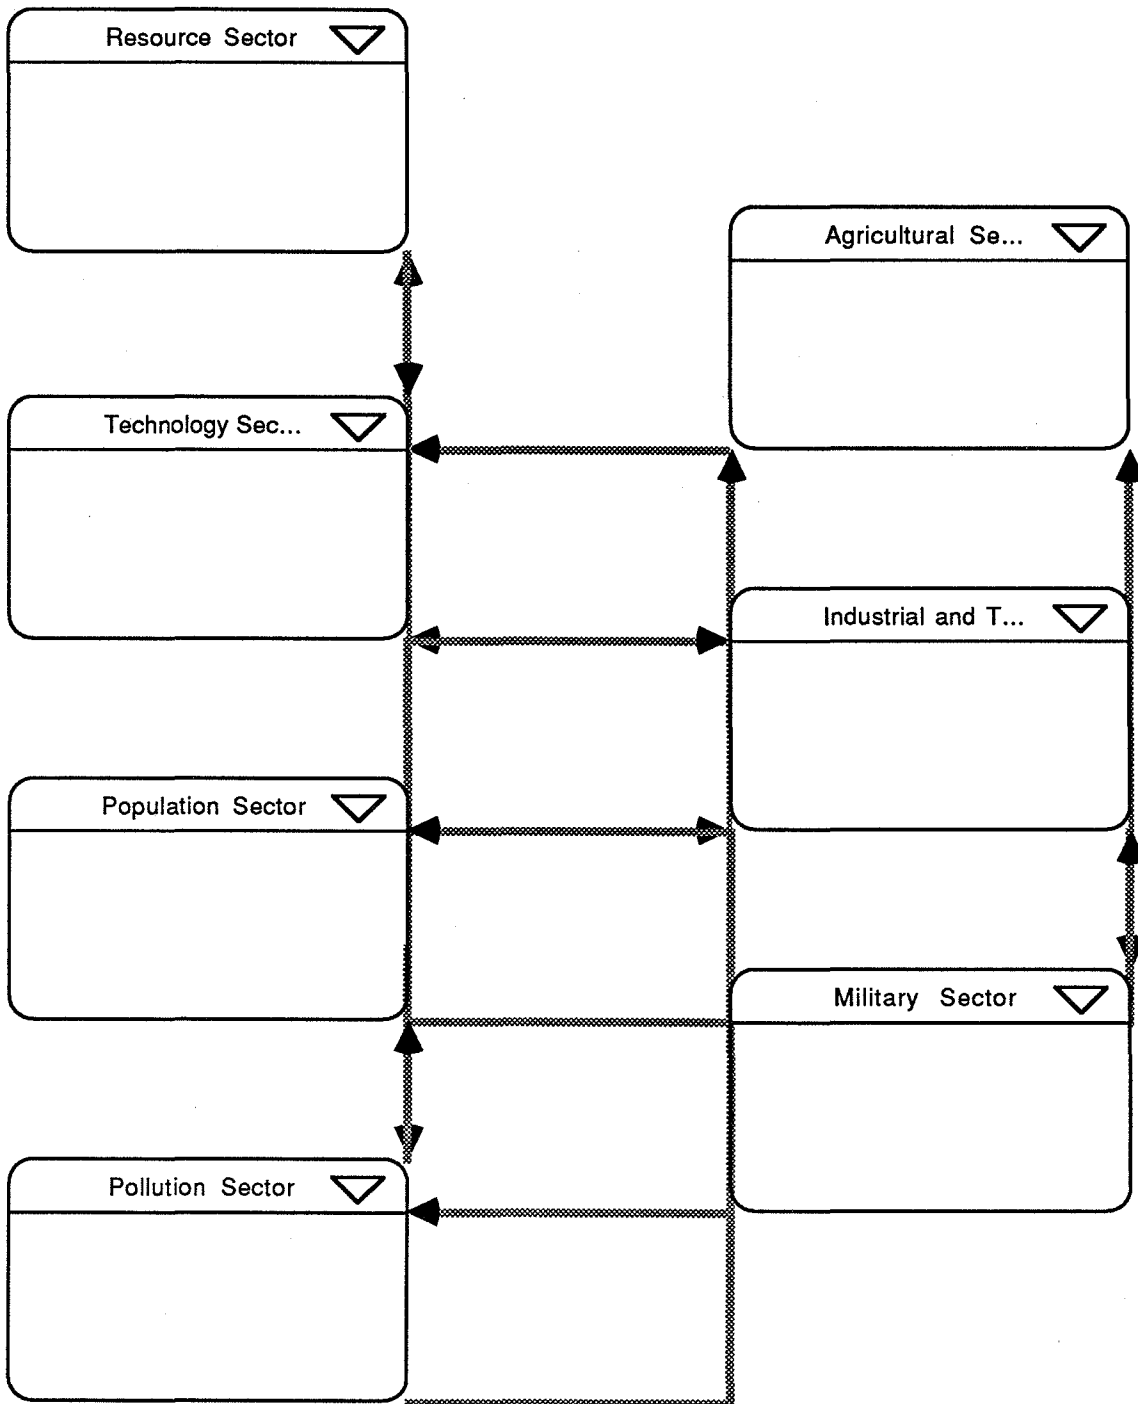 Resource Sector
Agricultural Se...
Technology Sec...
Industrial and T...
Population Sector
Military Sector
Pollution Sector